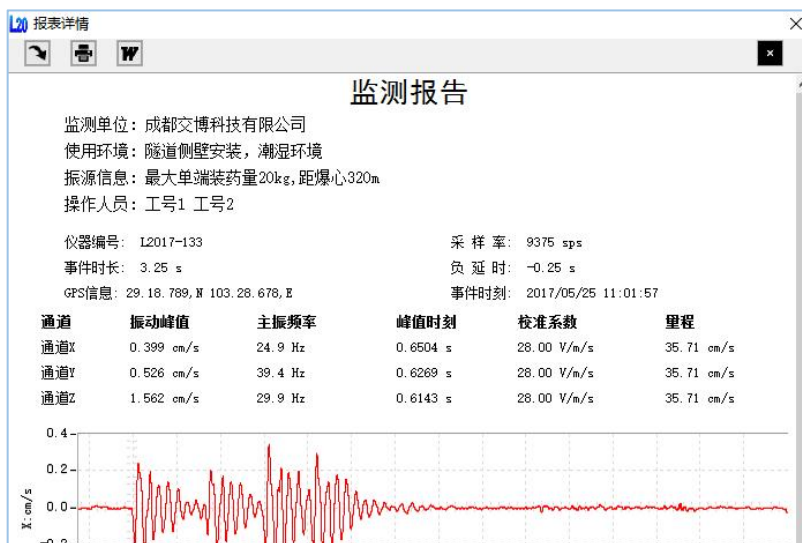 L20 报表详情
W
监测报告
监测单位：成都交博科技有限公司
使用环境：隧道侧壁安装，潮湿环境
振源信息：最大单端装药量20kg,距爆心320m
操作人员：工号1 工号2
仪器编号： L2017-133 采 样 率： 9375 sps
事件时长： 3.25 s 负 延 时： -0.25 s
GPS信息：29.18.789,N 103.28.678,E 事件时刻： 2017/05/25 11:01:57
通道 振动峰值 主振频率 峰值时刻 校准系数 量程
通道X 0.399 cm/s 24.9 Hz 0.6504 s 28.00 V/m/s 35.71 cm/s
通道Y 0.526 cm/s 39.4 Hz 0.6269 s 28.00 V/m/s 35.71 cm/s
通道Z 1.562 cm/s 29.9 Hz 0.6143 s 28.00 V/m/s 35.71 cm/s
0.4
0.2
X:cm/s
0.0
-0.2